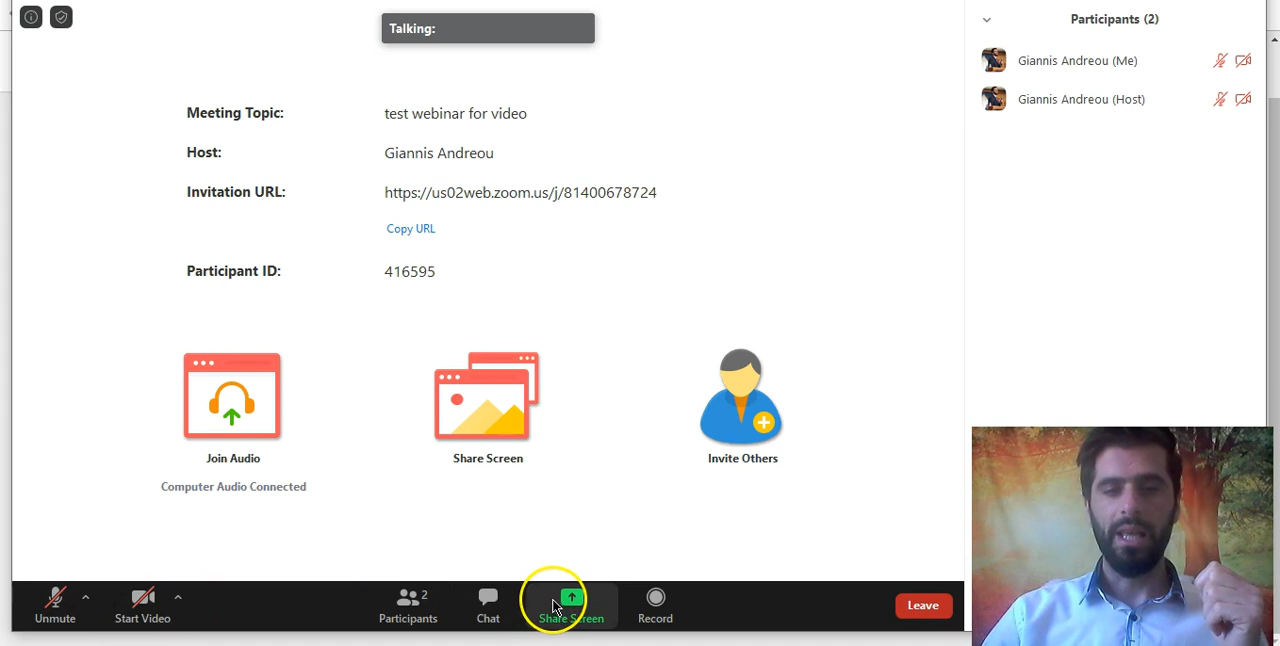 Talking:
Participants (2)
Giannis Andreou (Me)
Giannis Andreou (Host)
Meeting Topic: test webinar for video
Host: Giannis Andreou
Invitation URL: https://us02web.zoom.us/j/81400678724
Copy URL
Participant ID: 416595
Join Audio
Share Screen
Invite Others
Computer Audio Connected
2
Unmute
Start Video
Participants
Chat
Share Screen
Record
Leave